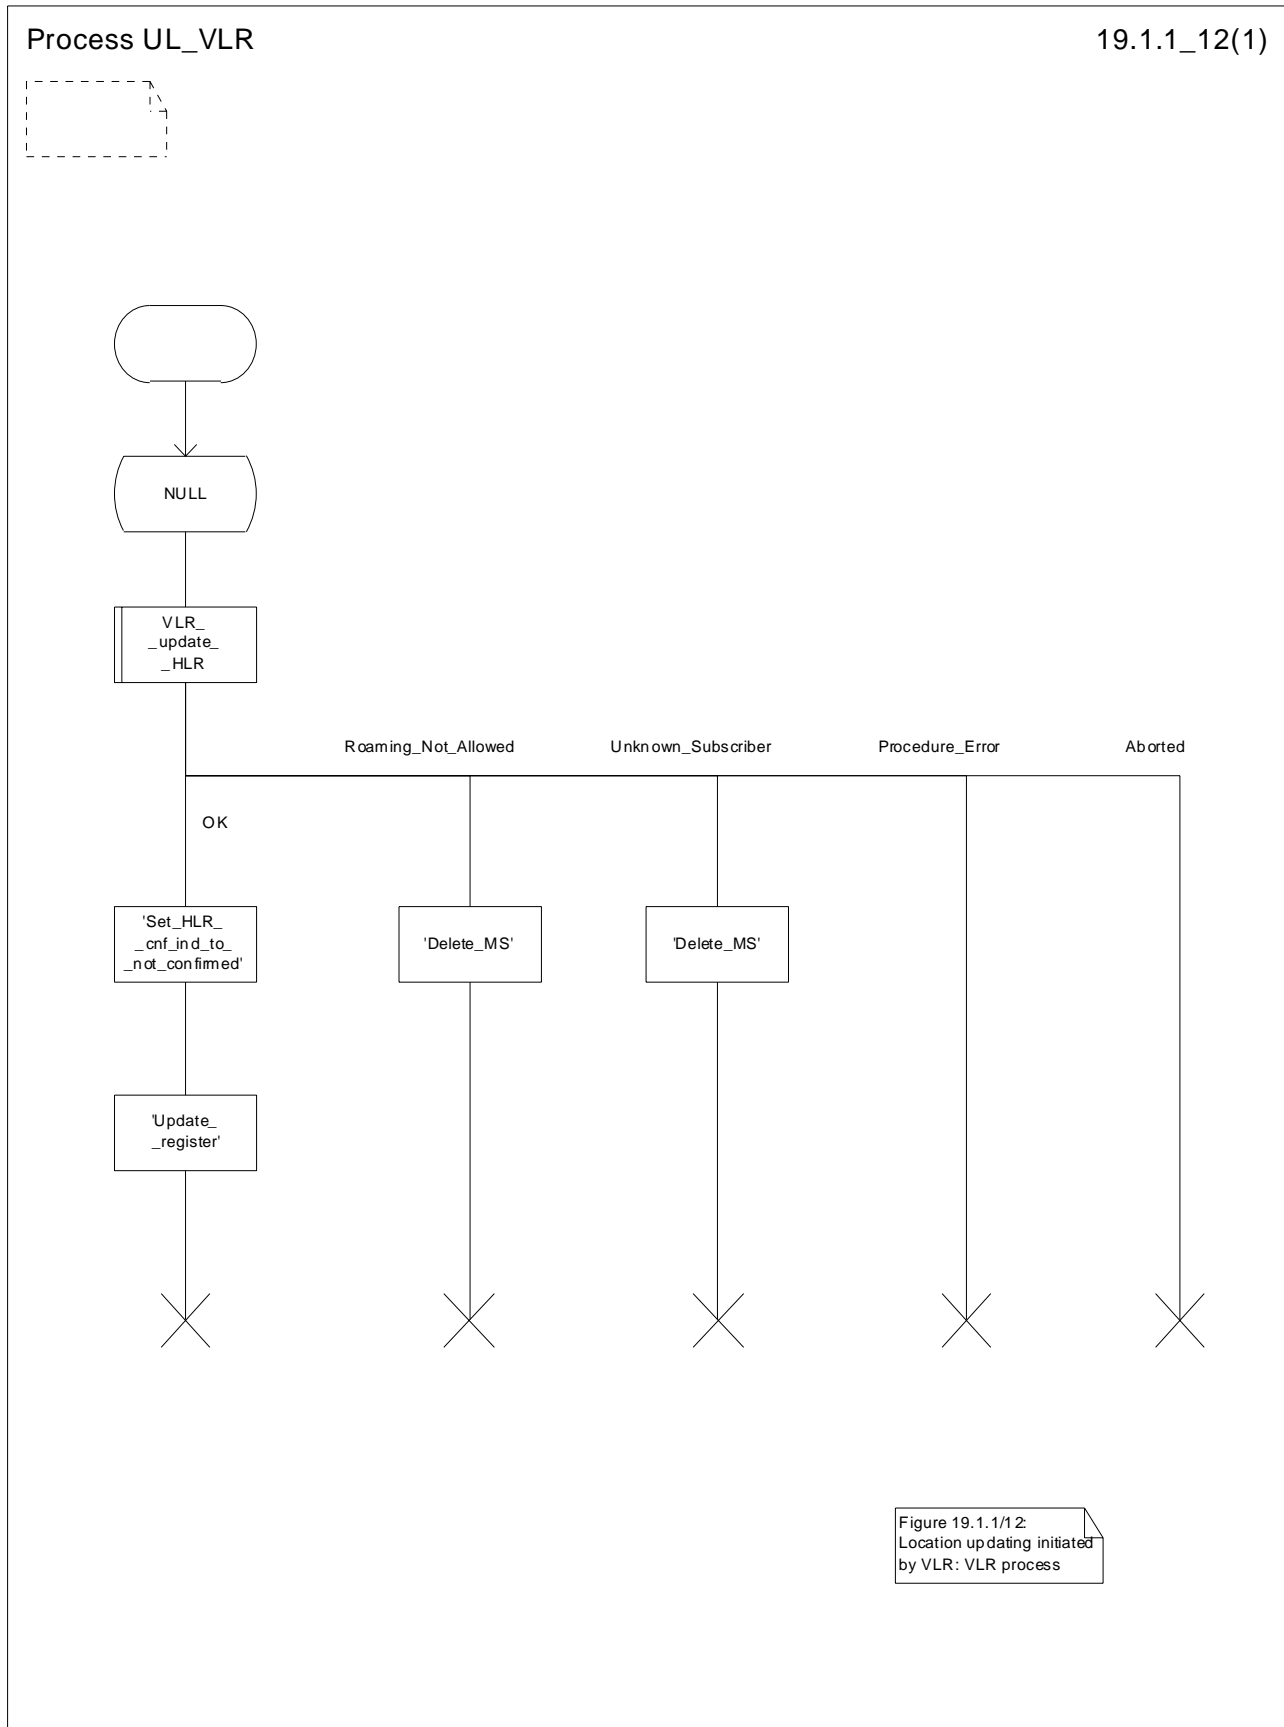 Process UL_VLR
19.1.1_12(1)
NULL
VLR_
_update_
_HLR
Roaming_Not_Allowed
Unknown_Subscriber
Procedure_Error
Aborted
OK
'Set_HLR_
_cnf_ind_to_
_not_confirmed'
'Delete_MS'
'Delete_MS'
'Update_
_register'
Figure 19.1.1/12:
Location updating initiated
by VLR: VLR process